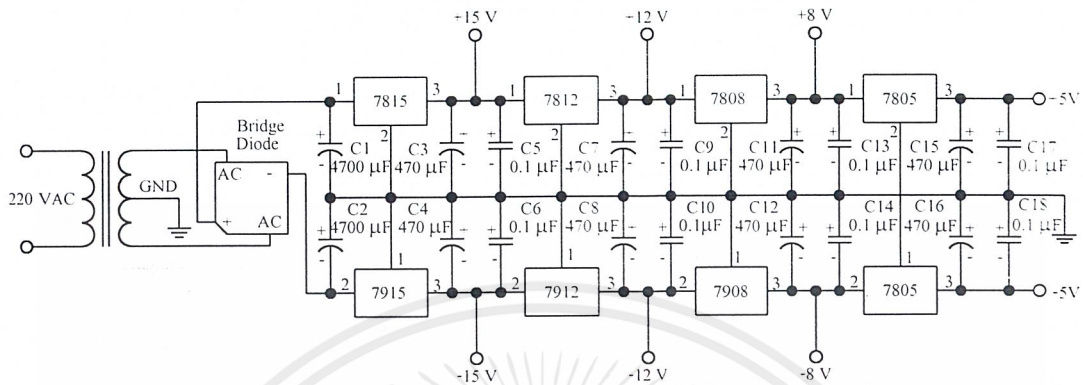 +15 V +12 V +8 V
1 7815 3 1 7812 3 1 7808 3 1 7805 3 +5V
2 2 2 2
Bridge
Diode
+ C1 C3 - + C5 C7 - + C9 C11 + + C13 C15 + + C17
- 4700 µF 470 µF - - 0.1 µF 470 µF - - 0.1 µF 470 µF - - 0.1 µF 470 µF - - 0.1 µF
220 VAC GND AC - + AC
+ C2 C4 + + C6 C8 + + C10 C12 + + C14 C16 + + C18
- 4700 µF 470 µF - - 0.1 µF 470 µF - - 0.1µF 470 µF - - 0.1 µF 470 µF - - 0.1 µF
1 1 1 1
2 7915 3 2 7912 3 2 7908 3 2 7805 3 -5V
-15 V -12 V -8 V